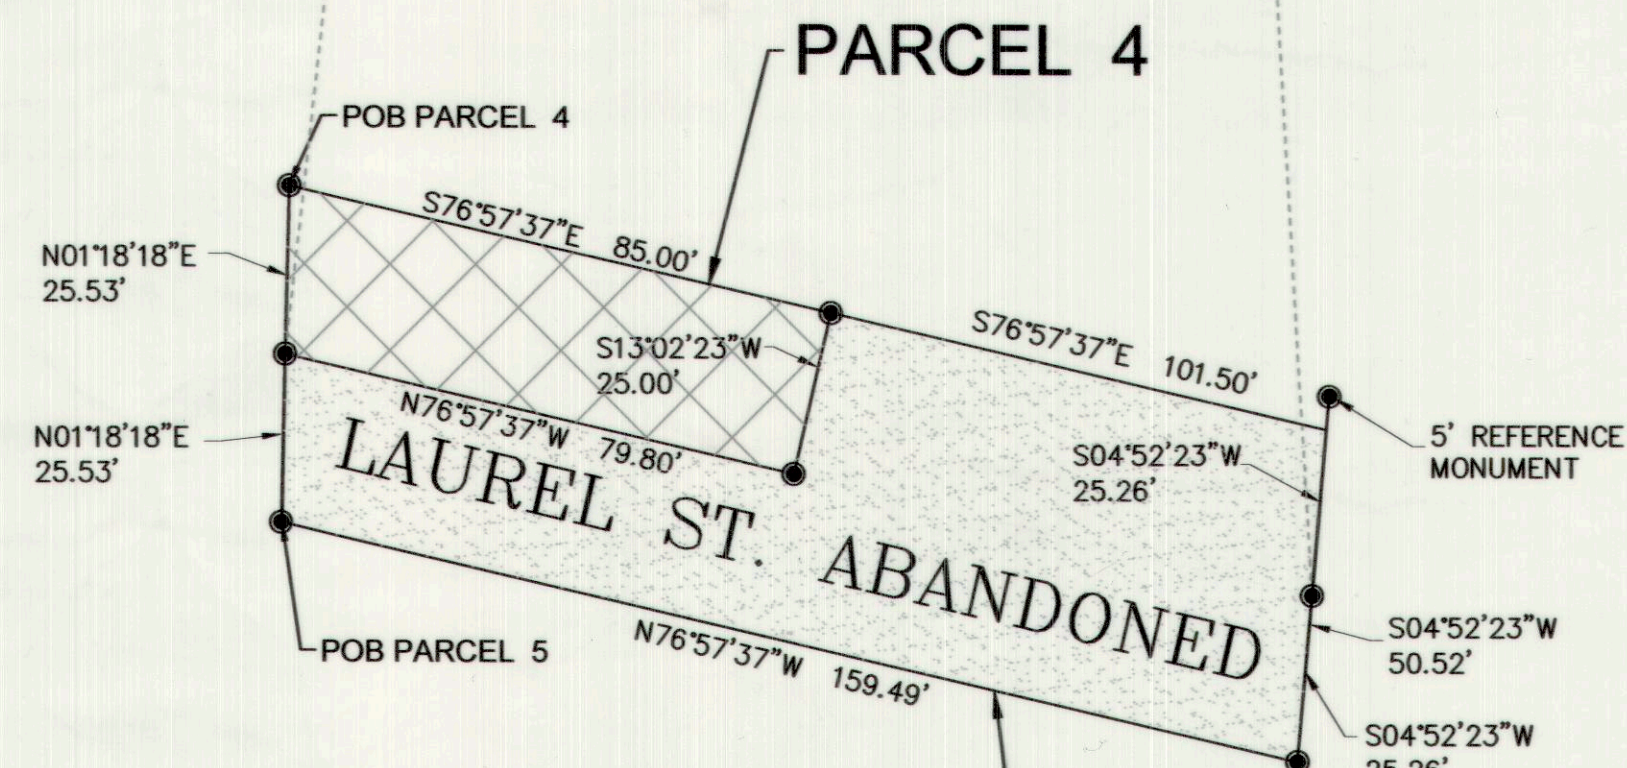 PARCEL 4
POB PARCEL 4
S76°57'37"E 85.00'
N01°18'18"E
25.53'
S13°02'23"W
25.00'
S76°57'37"E 101.50'
N76°57'37"W 79.80'
N01°18'18"E
25.53'
5' REFERENCE
MONUMENT
S04°52'23"W
25.26'
LAUREL ST. ABANDONED
POB PARCEL 5
N76°57'37"W 159.49'
S04°52'23"W
50.52'
S04°52'23"W